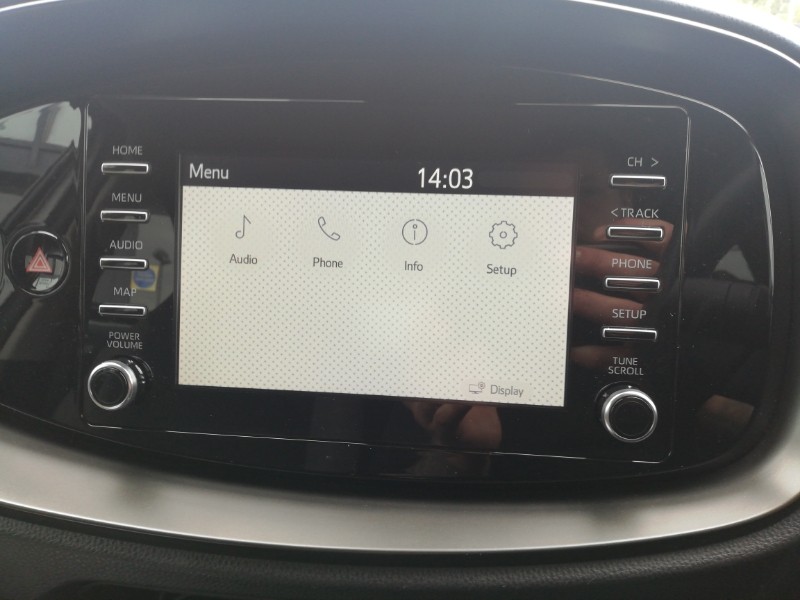 HOME
MENU
AUDIO
MAP
POWER
VOLUME
Menu
14:03
Audio
Phone
Info
Setup
Display
CH >
< TRACK
PHONE
SETUP
TUNE
SCROLL